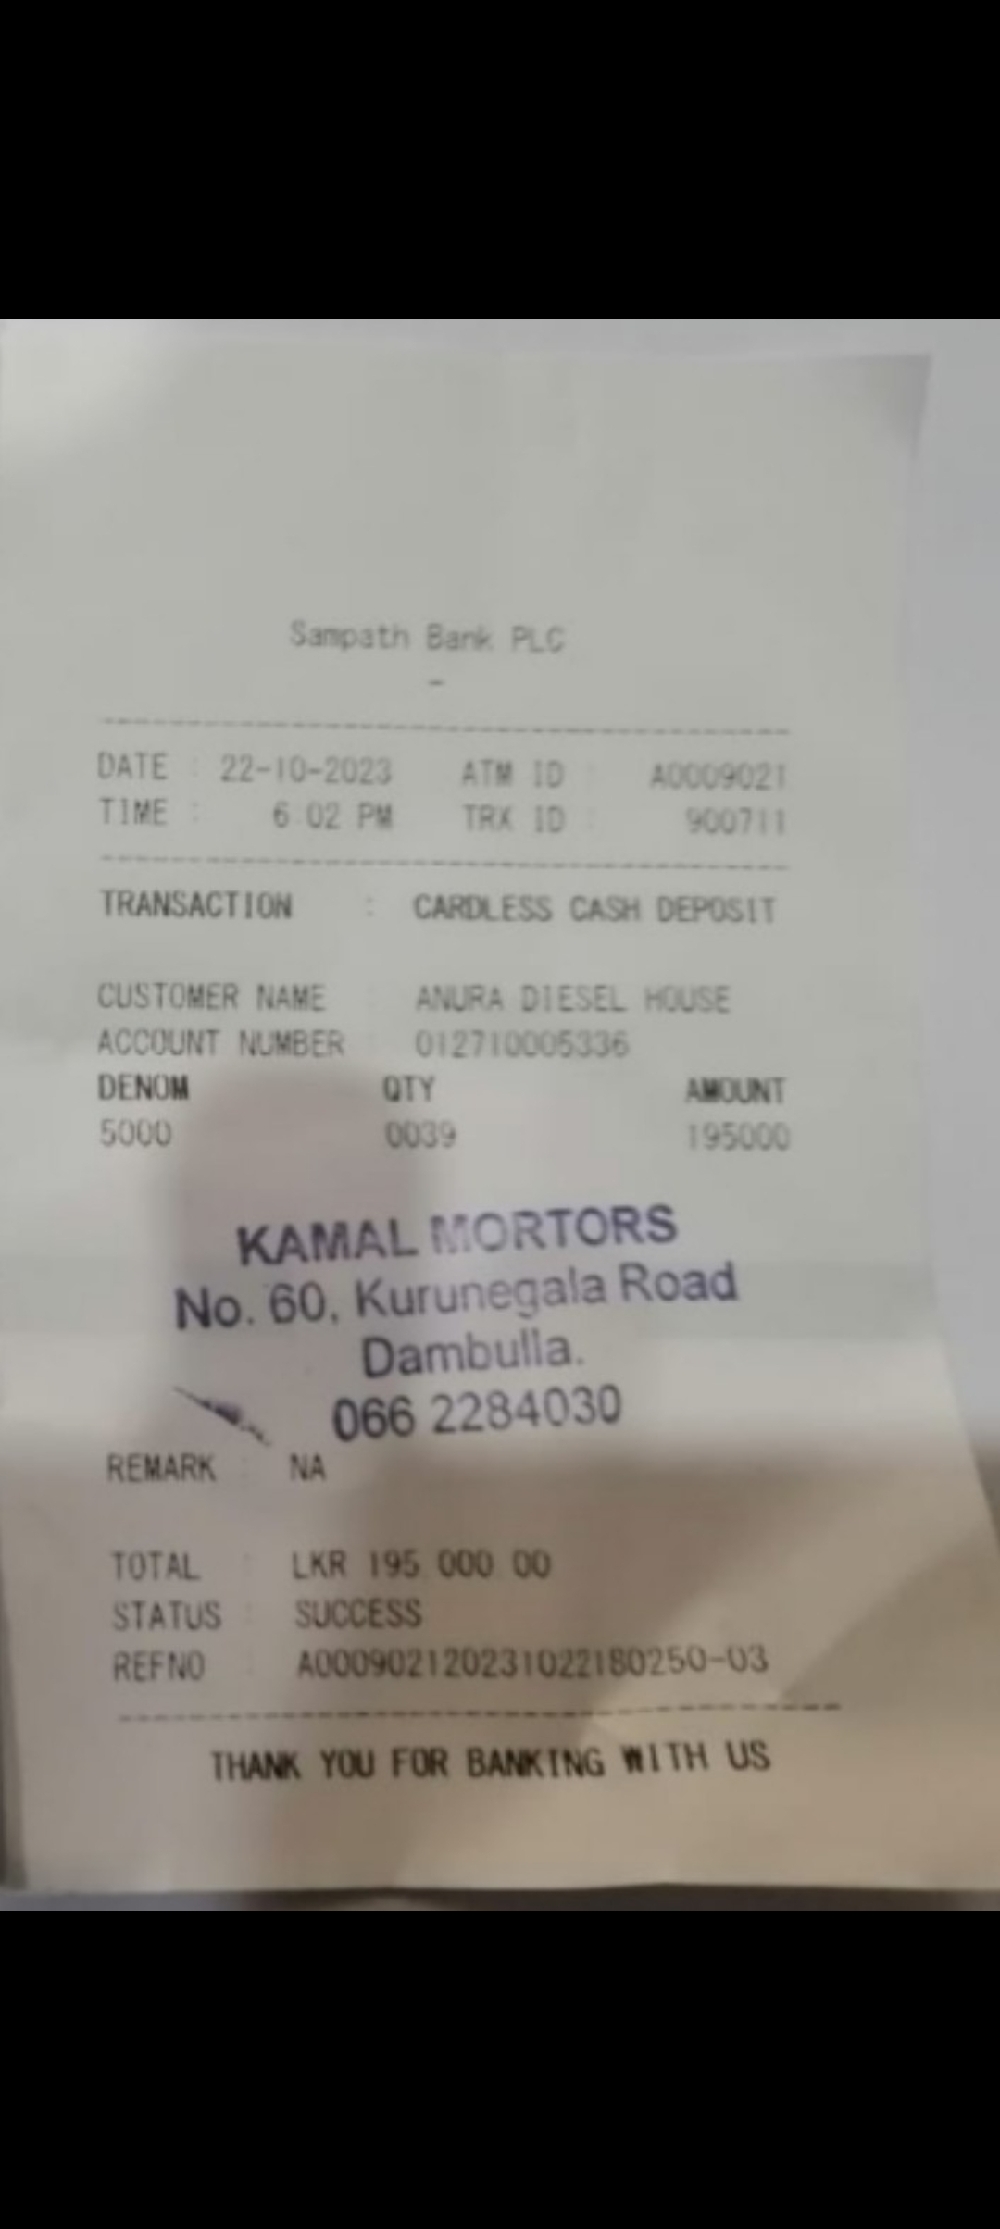 Sampath Bank PLC
-
DATE : 22-10-2023 ATM ID : A0009021
TIME : 6 02 PM TRX ID : 900711
TRANSACTION : CARDLESS CASH DEPOSIT
CUSTOMER NAME : ANURA DIESEL HOUSE
ACCOUNT NUMBER : 012710005336
DENOM QTY AMOUNT
5000 0039 195000
KAMAL MORTORS
No. 60, Kurunegala Road
Dambulla.
066 2284030
REMARK : NA
TOTAL : LKR 195 000 00
STATUS : SUCCESS
REFNO : A000902120231022180250-03
THANK YOU FOR BANKING WITH US